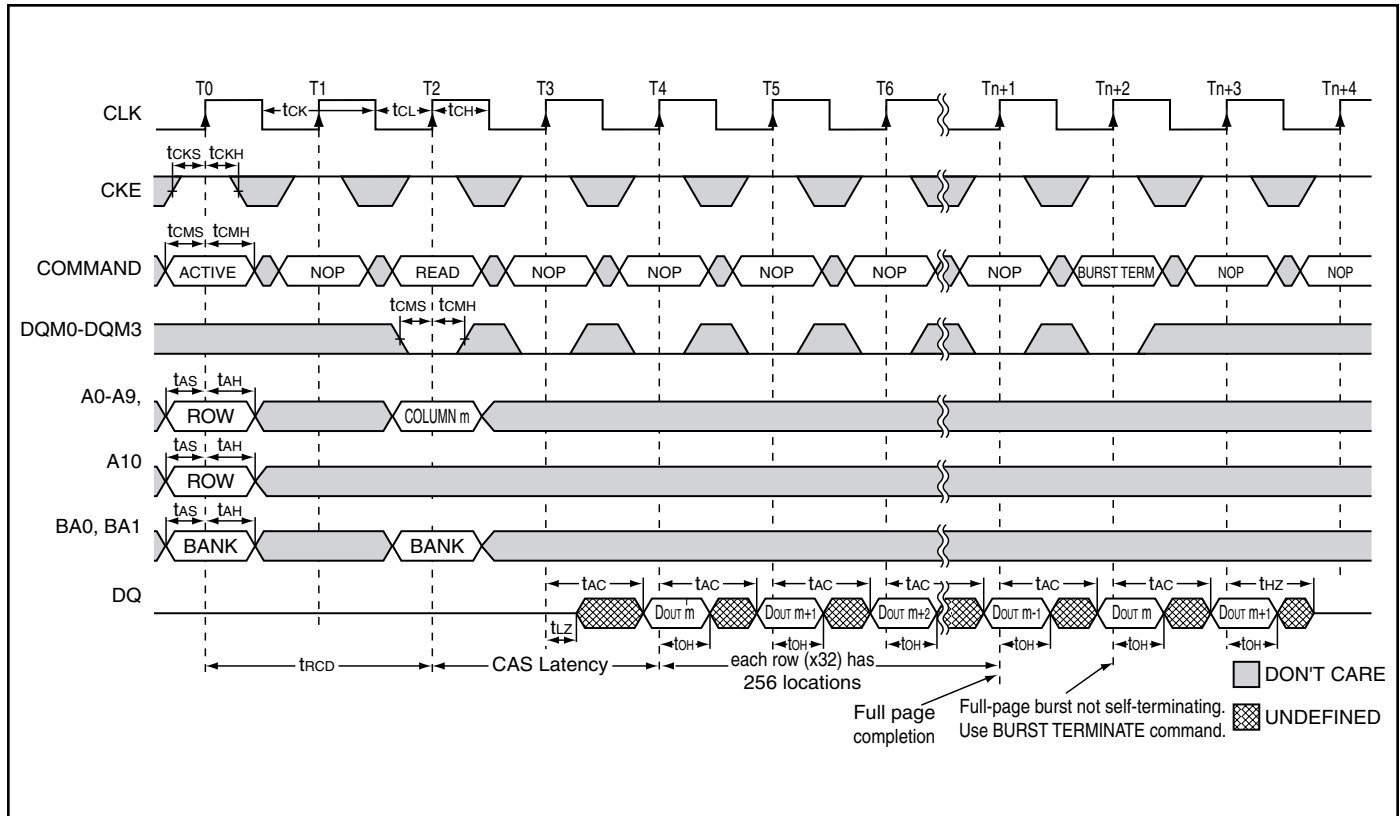 T0 T1 T2 T3 T4 T5 T6 Tn+1 Tn+2 Tn+3 Tn+4
CLK
tCK tCL tCH
tCKS tCKH
CKE
tCMS tCMH
COMMAND
ACTIVE NOP READ NOP NOP NOP NOP NOP BURST TERM NOP NOP
tCMS tCMH
DQM0-DQM3
tAS tAH
A0-A9,
ROW COLUMN m
tAS tAH
A10
ROW
tAS tAH
BA0, BA1
BANK BANK
tAC tAC tAC tAC tAC tAC tHZ
DQ
DOUT m DOUT m+1 DOUT m+2 DOUT m-1 DOUT m DOUT m+1
tLZ tOH tOH tOH tOH tOH tOH
tRCD CAS Latency each row (x32) has
256 locations
Full page
completion
Full-page burst not self-terminating.
Use BURST TERMINATE command.
DON'T CARE
UNDEFINED